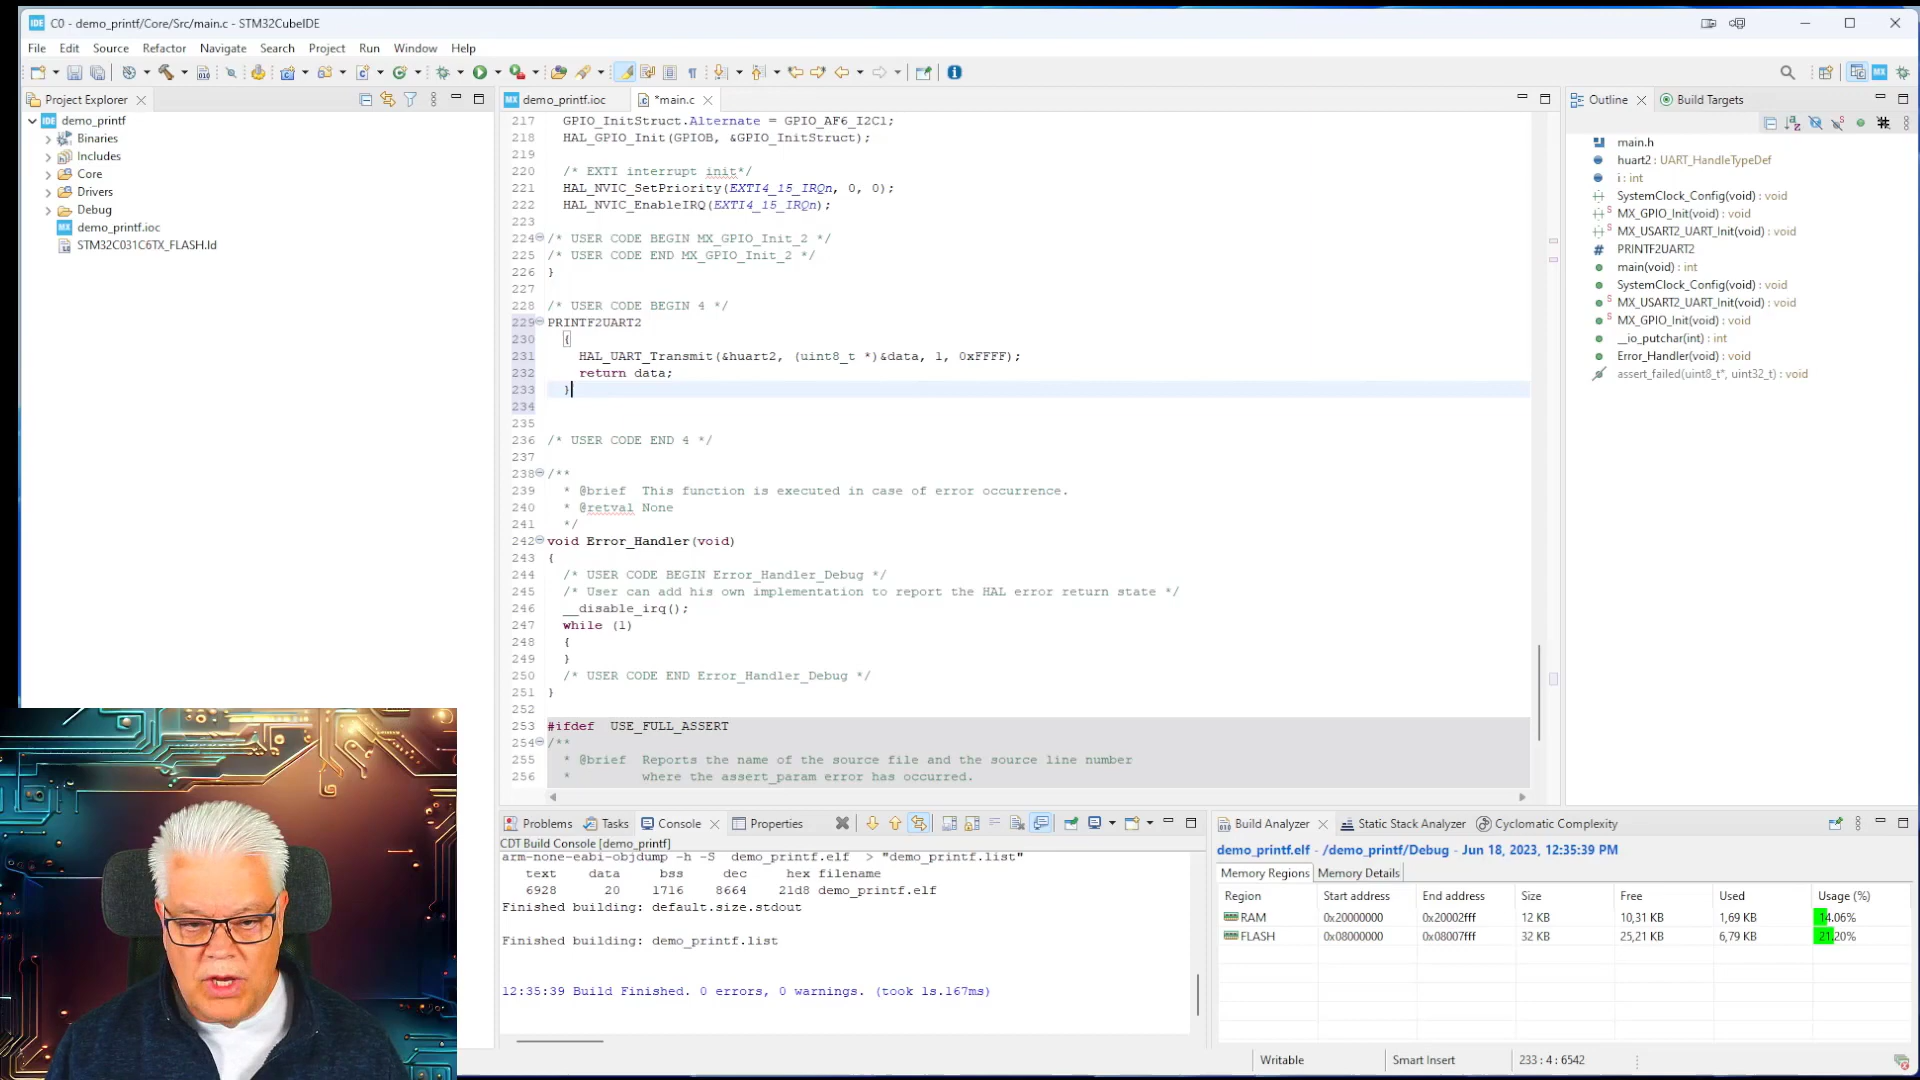 IDE C0 - demo_printf/Core/Src/main.c - STM32CubeIDE
File Edit Source Refactor Navigate Search Project Run Window Help
Project Explorer
IDE demo_printf
Binaries
Includes
Core
Drivers
Debug
MX demo_printf.ioc
STM32C031C6TX_FLASH.ld
MX demo_printf.ioc
*main.c
217 GPIO_InitStruct.Alternate = GPIO_AF6_I2C1;
218 HAL_GPIO_Init(GPIOB, &GPIO_InitStruct);
219
220 /* EXTI interrupt init*/
221 HAL_NVIC_SetPriority(EXTI4_15_IRQn, 0, 0);
222 HAL_NVIC_EnableIRQ(EXTI4_15_IRQn);
223
224 /* USER CODE BEGIN MX_GPIO_Init_2 */
225 /* USER CODE END MX_GPIO_Init_2 */
226 }
227
228 /* USER CODE BEGIN 4 */
229 PRINTF2UART2
230 {
231 HAL_UART_Transmit(&huart2, (uint8_t *)&data, 1, 0xFFFF);
232 return data;
233 }
234
235
236 /* USER CODE END 4 */
237
238 /**
239 * @brief This function is executed in case of error occurrence.
240 * @retval None
241 */
242 void Error_Handler(void)
243 {
244 /* USER CODE BEGIN Error_Handler_Debug */
245 /* User can add his own implementation to report the HAL error return state */
246 __disable_irq();
247 while (1)
248 {
249 }
250 /* USER CODE END Error_Handler_Debug */
251 }
252
253 #ifdef USE_FULL_ASSERT
254 /**
255 * @brief Reports the name of the source file and the source line number
256 * where the assert_param error has occurred.
Outline Build Targets
main.h
huart2 : UART_HandleTypeDef
i : int
SystemClock_Config(void) : void
S MX_GPIO_Init(void) : void
S MX_USART2_UART_Init(void) : void
# PRINTF2UART2
main(void) : int
SystemClock_Config(void) : void
S MX_USART2_UART_Init(void) : void
S MX_GPIO_Init(void) : void
__io_putchar(int) : int
Error_Handler(void) : void
assert_failed(uint8_t*, uint32_t) : void
Problems Tasks Console Properties
CDT Build Console [demo_printf]
arm-none-eabi-objdump -h -S demo_printf.elf > "demo_printf.list"
text data bss dec hex filename
6928 20 1716 8664 21d8 demo_printf.elf
Finished building: default.size.stdout
Finished building: demo_printf.list
12:35:39 Build Finished. 0 errors, 0 warnings. (took 1s.167ms)
Build Analyzer Static Stack Analyzer Cyclomatic Complexity
demo_printf.elf - /demo_printf/Debug - Jun 18, 2023, 12:35:39 PM
Memory Regions Memory Details
Region Start address End address Size Free Used Usage (%)
RAM 0x20000000 0x20002fff 12 KB 10,31 KB 1,69 KB 14.06%
FLASH 0x08000000 0x08007fff 32 KB 25,21 KB 6,79 KB 21.20%
Writable Smart Insert 233 : 4 : 6542